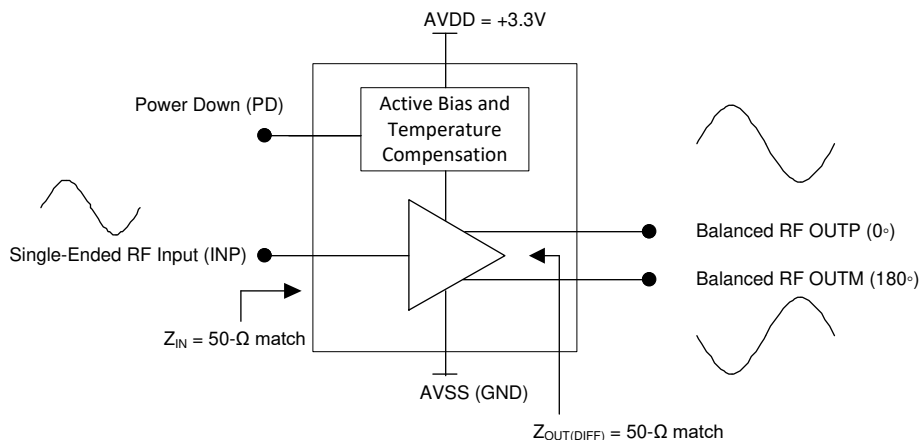 AVDD = +3.3V
Power Down (PD)
Active Bias and
Temperature
Compensation
Single-Ended RF Input (INP)
Balanced RF OUTP (0◦)
Balanced RF OUTM (180◦)
ZIN = 50-Ω match
AVSS (GND)
ZOUT(DIFF) = 50-Ω match